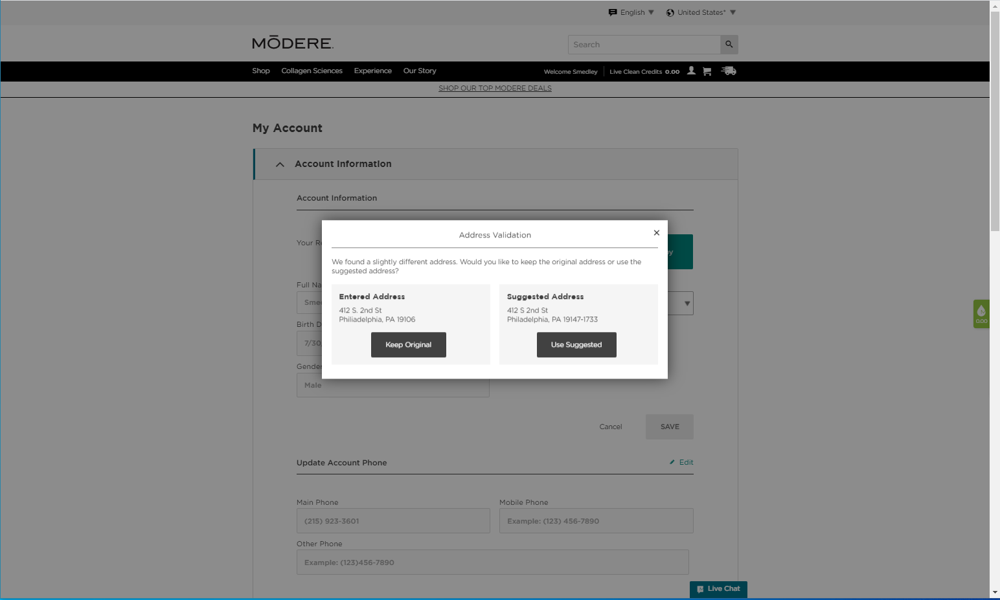 English
United States*
MODERE.
Search
Shop
Collagen Sciences
Experience
Our Story
Welcome Smedley
Live Clean Credits 0.00
SHOP OUR TOP MODERE DEALS
My Account
Account Information
Account Information
Address Validation
We found a slightly different address. Would you like to keep the original address or use the
suggested address?
Entered Address
412 S. 2nd St
Philiadelphia, PA 19106
Keep Original
Suggested Address
412 S 2nd St
Philadelphia, PA 19147-1733
Use Suggested
Your
Full
Birth
7/30
Gender
Male
0.00
Cancel
SAVE
Update Account Phone
Edit
Main Phone
Mobile Phone
(215) 923-3601
Example: (123) 456-7890
Other Phone
Example: (123)456-7890
Live Chat